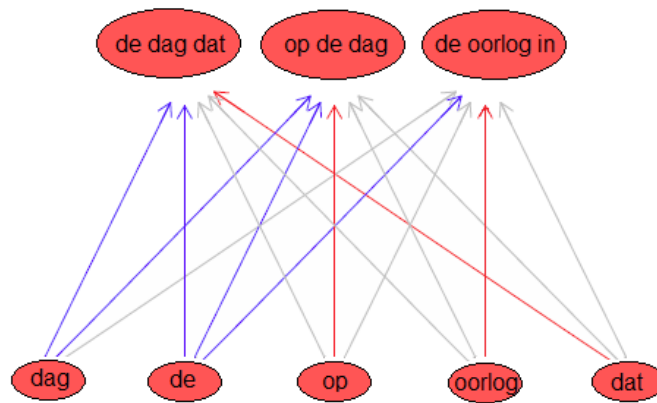 de dag dat
op de dag
de oorlog in
dag
de
op
oorlog
dat